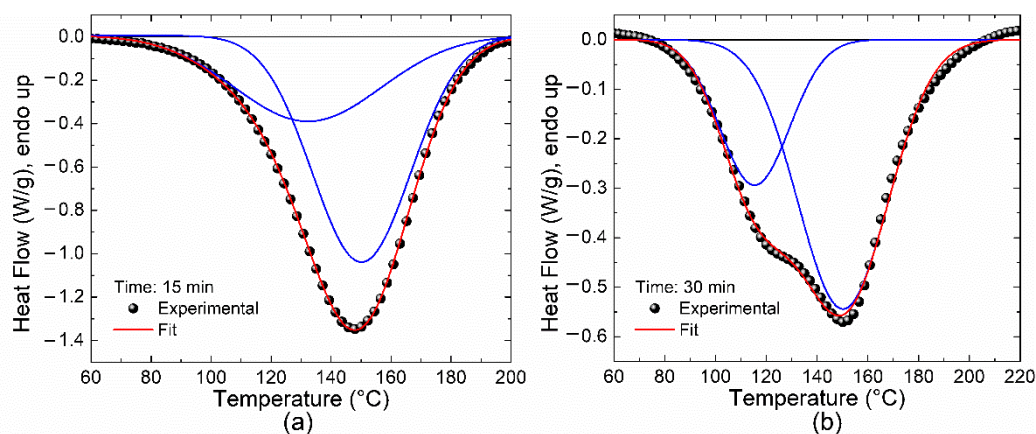 Heat Flow (W/g), endo up
0.0
−0.2
−0.4
−0.6
−0.8
−1.0
−1.2
−1.4
Time: 15 min
Experimental
Fit
60 80 100 120 140 160 180 200
Temperature (°C)
(a)
Heat Flow (W/g), endo up
0.0
−0.1
−0.2
−0.3
−0.4
−0.5
−0.6
Time: 30 min
Experimental
Fit
60 80 100 120 140 160 180 200 220
Temperature (°C)
(b)